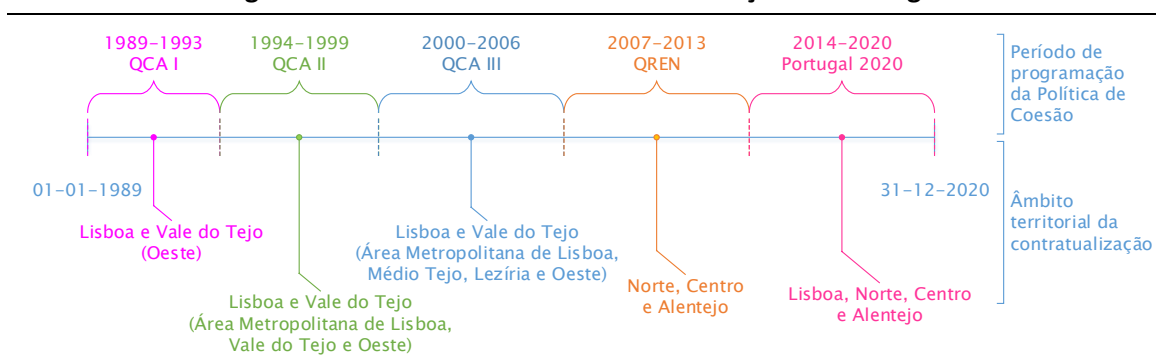 1989-1993
QCA I
1994-1999
QCA II
2000-2006
QCA III
2007-2013
QREN
2014-2020
Portugal 2020
Período de
programação
da Política de
Coesão
01-01-1989
31-12-2020
Âmbito
territorial da
contratualização
Lisboa e Vale do Tejo
(Oeste)
Lisboa e Vale do Tejo
(Área Metropolitana de Lisboa,
Vale do Tejo e Oeste)
Lisboa e Vale do Tejo
(Área Metropolitana de Lisboa,
Médio Tejo, Lezíria e Oeste)
Norte, Centro
e Alentejo
Lisboa, Norte, Centro
e Alentejo